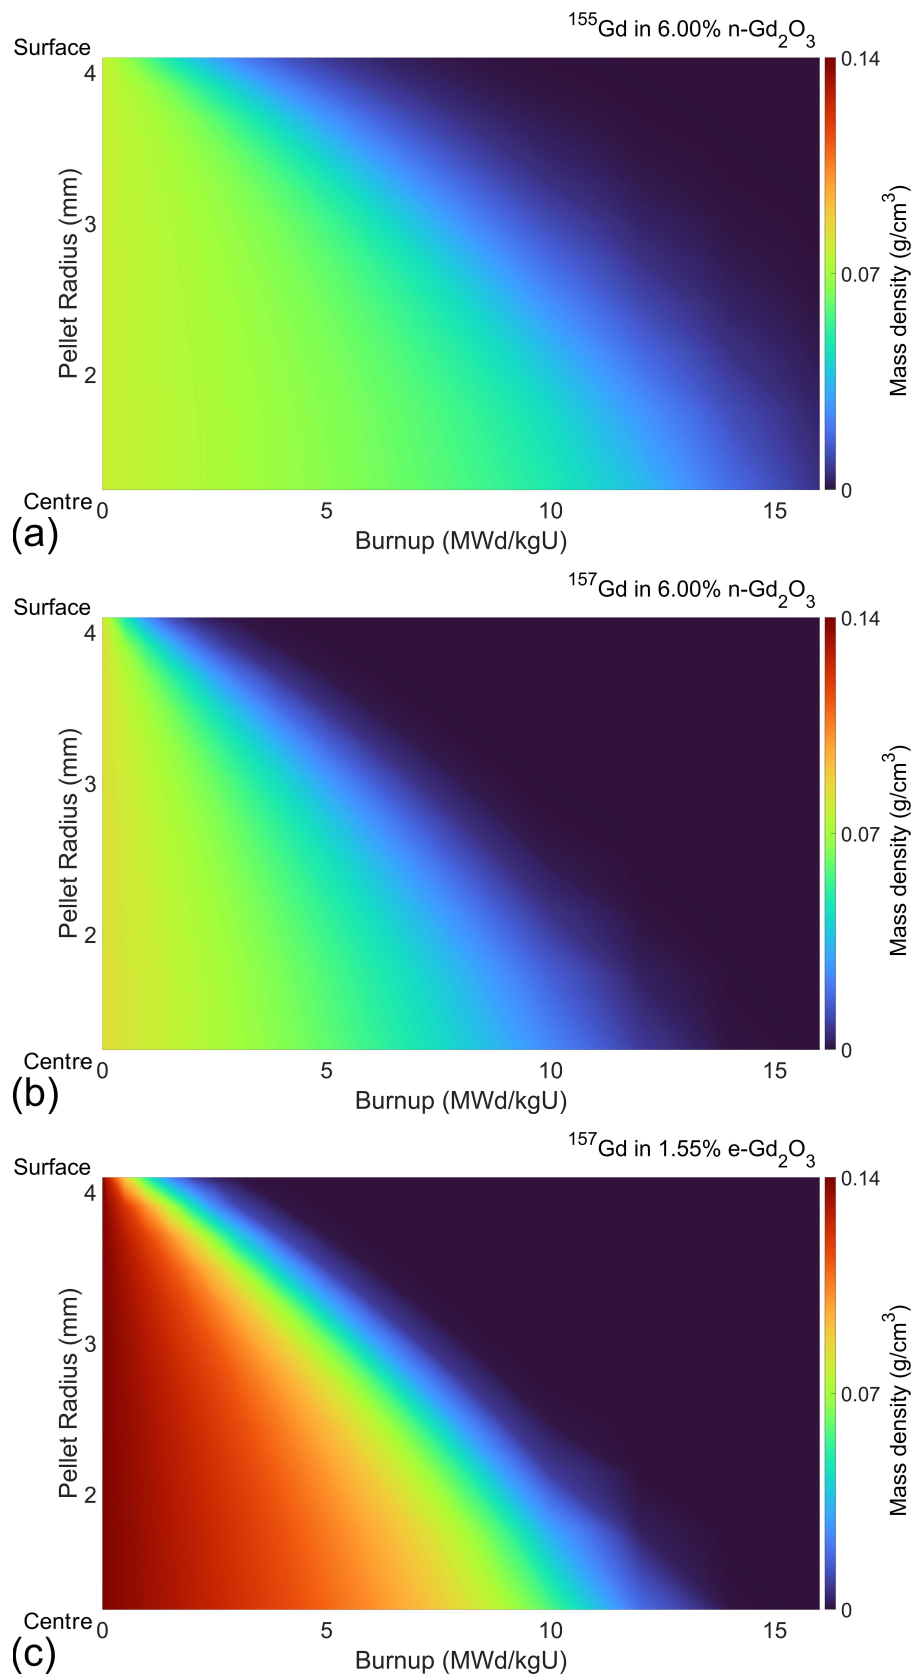 ¹⁵⁵Gd in 6.00% n-Gd₂O₃
Surface
4
3
2
Centre
Pellet Radius (mm)
0 5 10 15
Burnup (MWd/kgU)
0.14
0.07
0
Mass density (g/cm³)
(a)
¹⁵⁷Gd in 6.00% n-Gd₂O₃
Surface
4
3
2
Centre
Pellet Radius (mm)
0 5 10 15
Burnup (MWd/kgU)
0.14
0.07
0
Mass density (g/cm³)
(b)
¹⁵⁷Gd in 1.55% e-Gd₂O₃
Surface
4
3
2
Centre
Pellet Radius (mm)
0 5 10 15
Burnup (MWd/kgU)
0.14
0.07
0
Mass density (g/cm³)
(c)